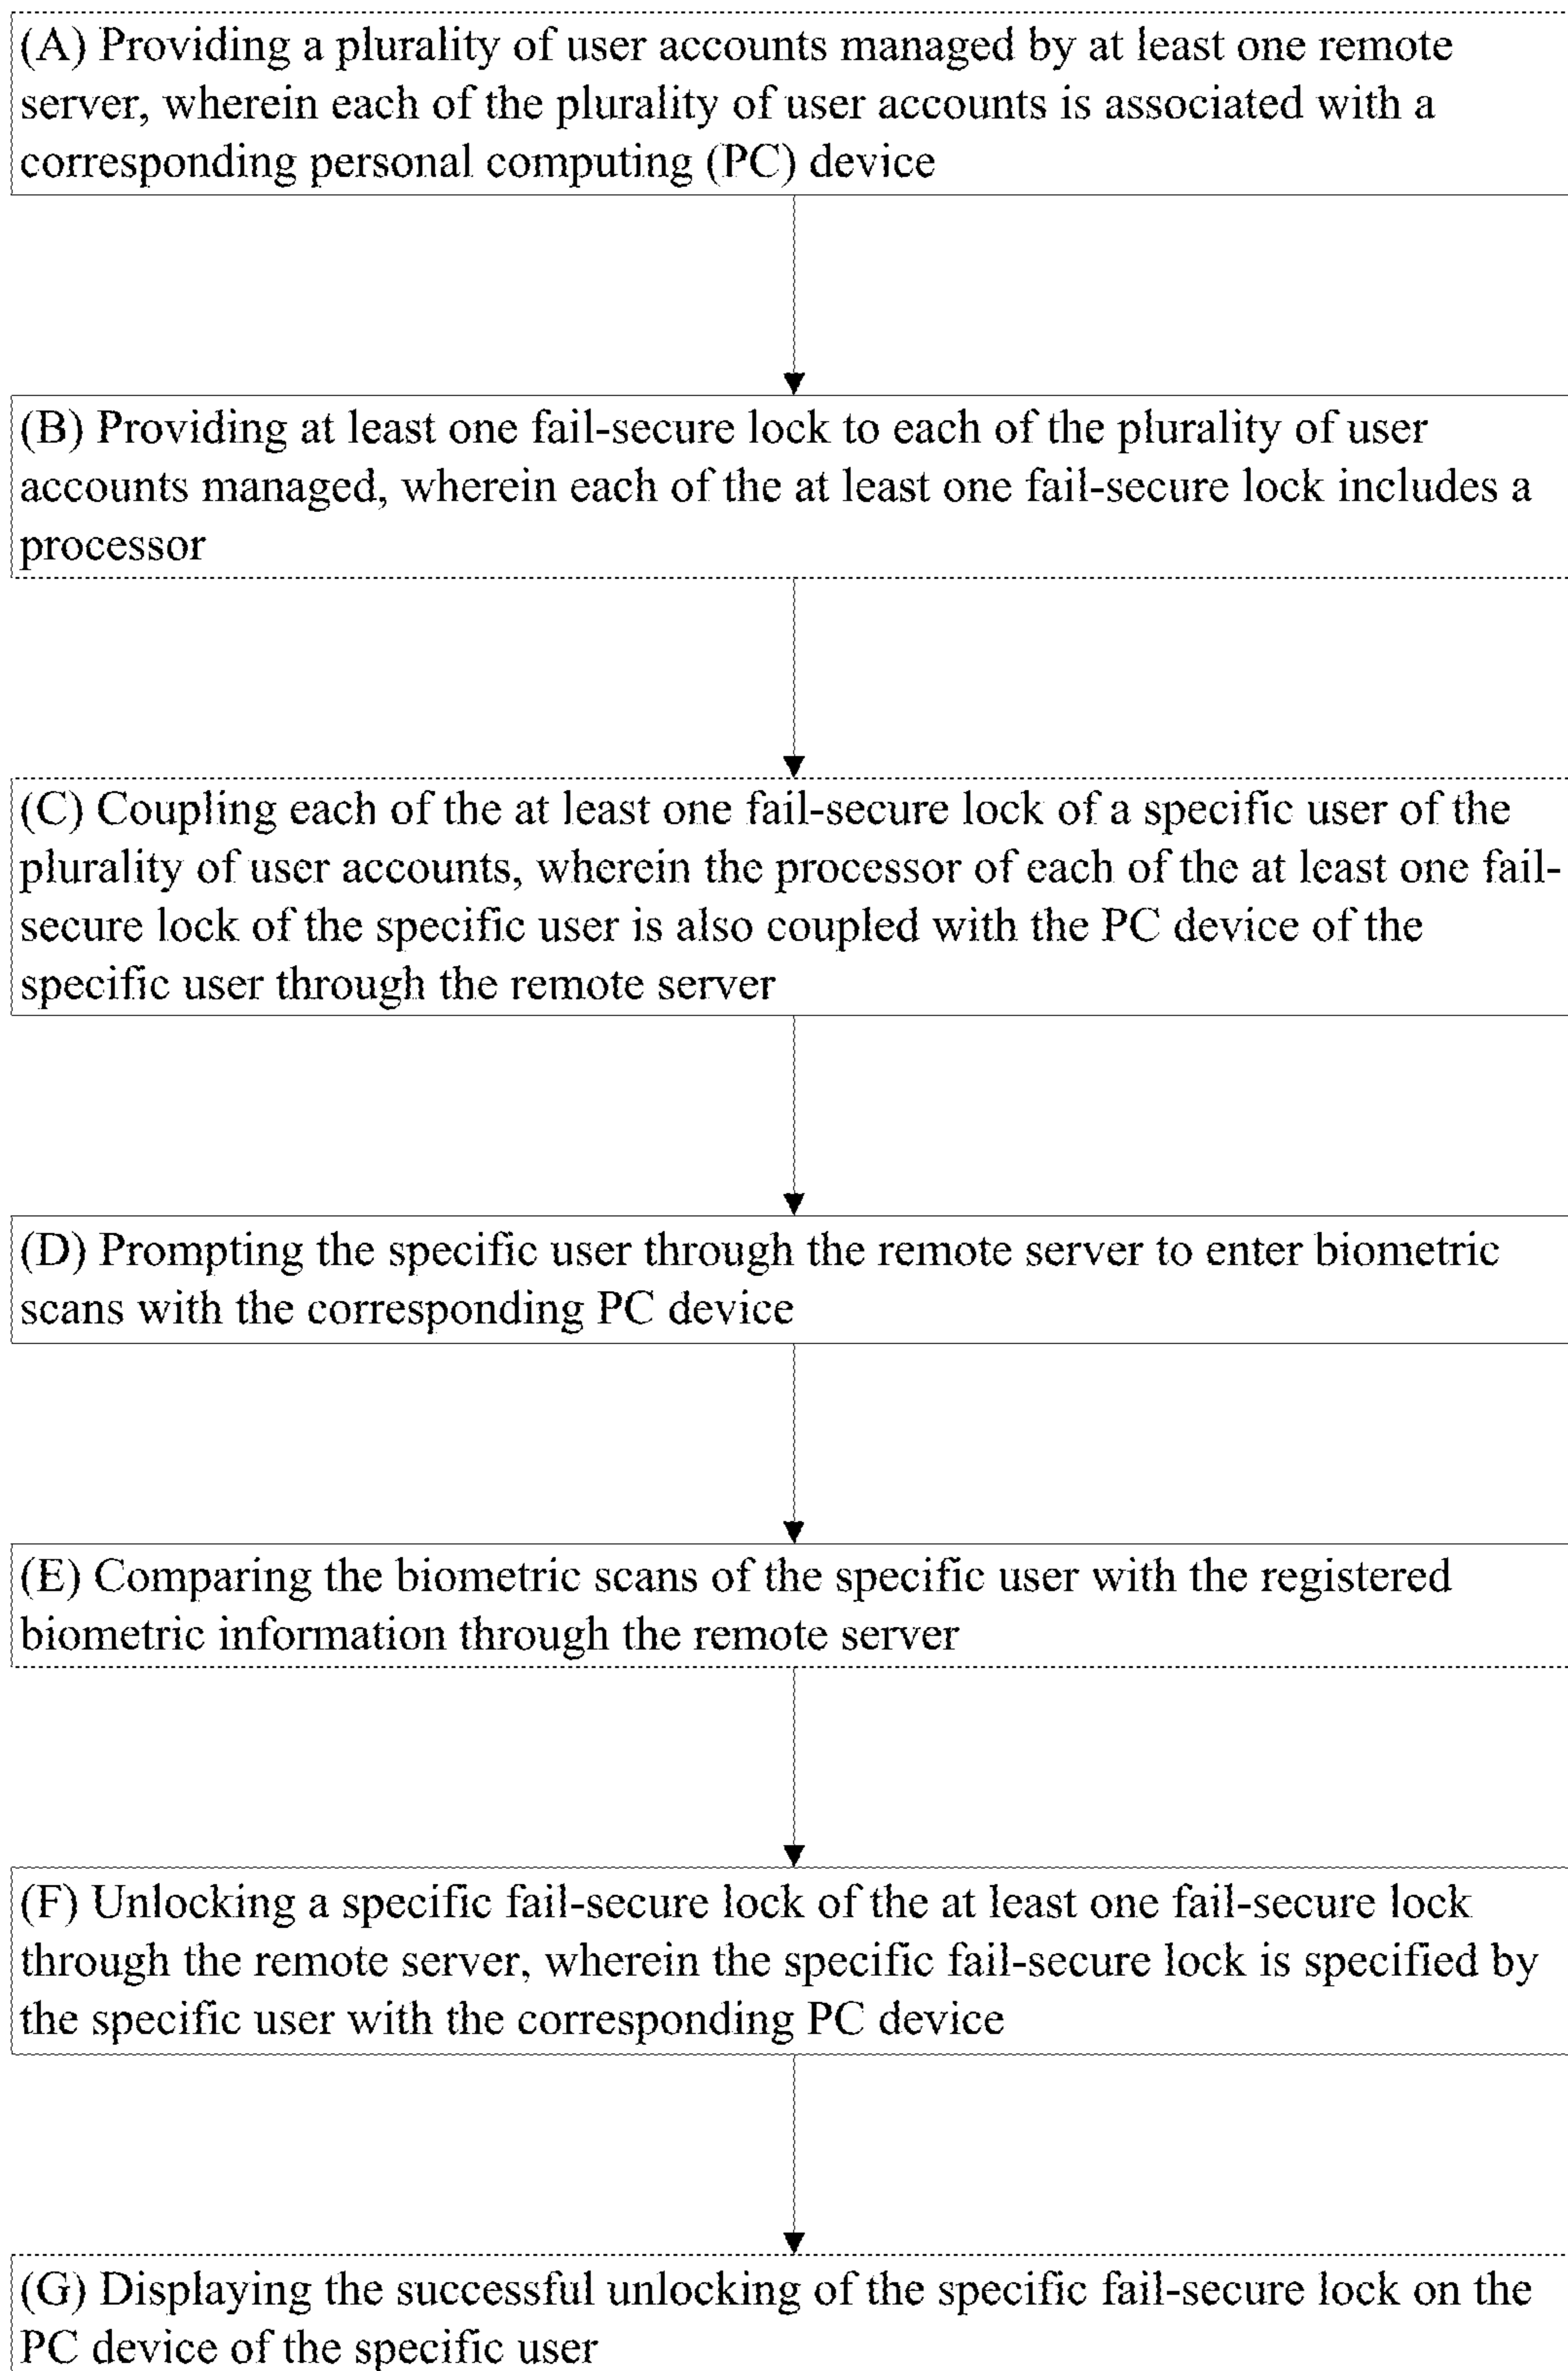 (A) Providing a plurality of user accounts managed by at least one remote
server, wherein each of the plurality of user accounts is associated with a
corresponding personal computing (PC) device
(B) Providing at least one fail-secure lock to each of the plurality of user
accounts managed, wherein each of the at least one fail-secure lock includes a
processor
(C) Coupling each of the at least one fail-secure lock of a specific user of the
plurality of user accounts, wherein the processor of each of the at least one fail-
secure lock of the specific user is also coupled with the PC device of the
specific user through the remote server
(D) Prompting the specific user through the remote server to enter biometric
scans with the corresponding PC device
(E) Comparing the biometric scans of the specific user with the registered
biometric information through the remote server
(F) Unlocking a specific fail-secure lock of the at least one fail-secure lock
through the remote server, wherein the specific fail-secure lock is specified by
the specific user with the corresponding PC device
(G) Displaying the successful unlocking of the specific fail-secure lock on the
PC device of the specific user